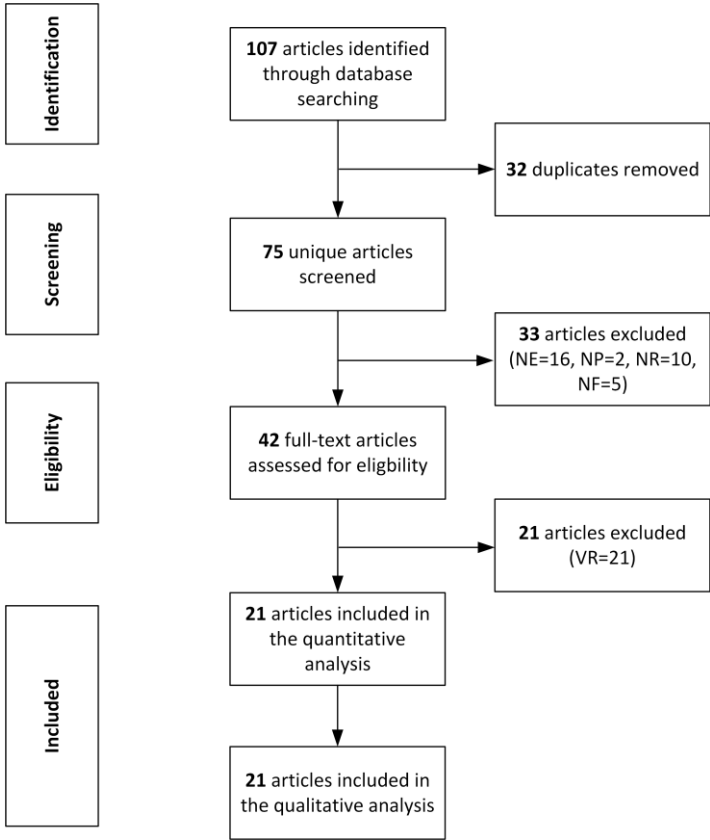 Identification
107 articles identified
through database
searching
32 duplicates removed
Screening
75 unique articles
screened
33 articles excluded
(NE=16, NP=2, NR=10,
NF=5)
Eligibility
42 full-text articles
assessed for eligbility
21 articles excluded
(VR=21)
Included
21 articles included in
the quantitative
analysis
21 articles included in
the qualitative analysis